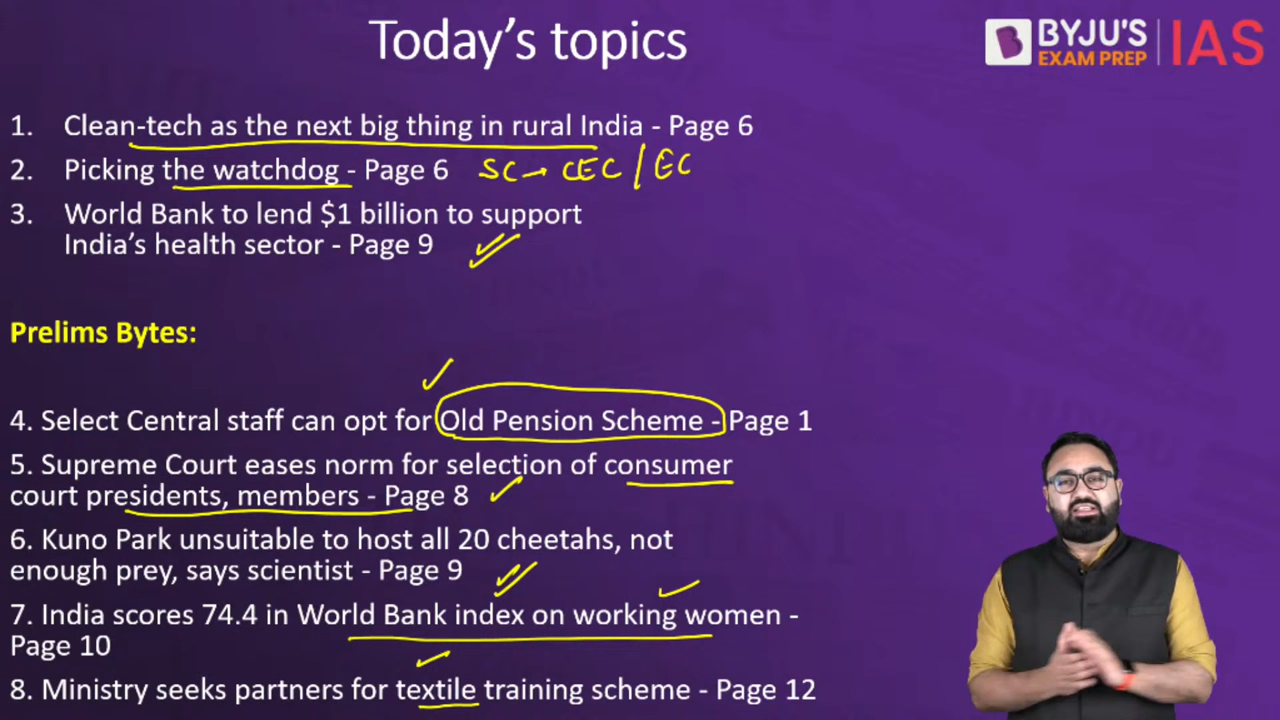 Today's topics
BYJU'S
EXAM PREP
IAS
1. Clean-tech as the next big thing in rural India - Page 6
2. Picking the watchdog - Page 6 SC → CEC / EC
3. World Bank to lend $1 billion to support
India's health sector - Page 9
Prelims Bytes:
4. Select Central staff can opt for Old Pension Scheme - Page 1
5. Supreme Court eases norm for selection of consumer
court presidents, members - Page 8
6. Kuno Park unsuitable to host all 20 cheetahs, not
enough prey, says scientist - Page 9
7. India scores 74.4 in World Bank index on working women -
Page 10
8. Ministry seeks partners for textile training scheme - Page 12